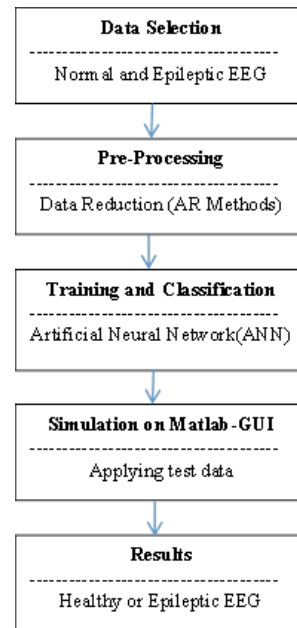 Data Selection
Normal and Epileptic EEG
Pre-Processing
Data Reduction (AR Methods)
Training and Classification
Artificial Neural Network(ANN)
Simulation on Matlab-GUI
Applying test data
Results
Healthy or Epileptic EEG